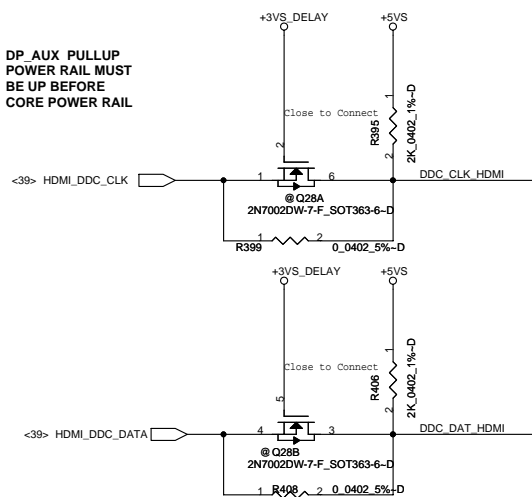 +3VS_DELAY
+5VS
DP_AUX PULLUP
POWER RAIL MUST
BE UP BEFORE
CORE POWER RAIL
Close to Connect
1
R395
2K_0402_1%~D
2
2
<39> HDMI_DDC_CLK
1
6
DDC_CLK_HDMI
@ Q28A
2N7002DW-7-F_SOT363-6~D
1
2
R399
0_0402_5%~D
+3VS_DELAY
+5VS
Close to Connect
1
R406
2K_0402_1%~D
5
2
<39> HDMI_DDC_DATA
4
3
DDC_DAT_HDMI
@ Q28B
2N7002DW-7-F_SOT363-6~D
1
R408
2
0_0402_5%~D